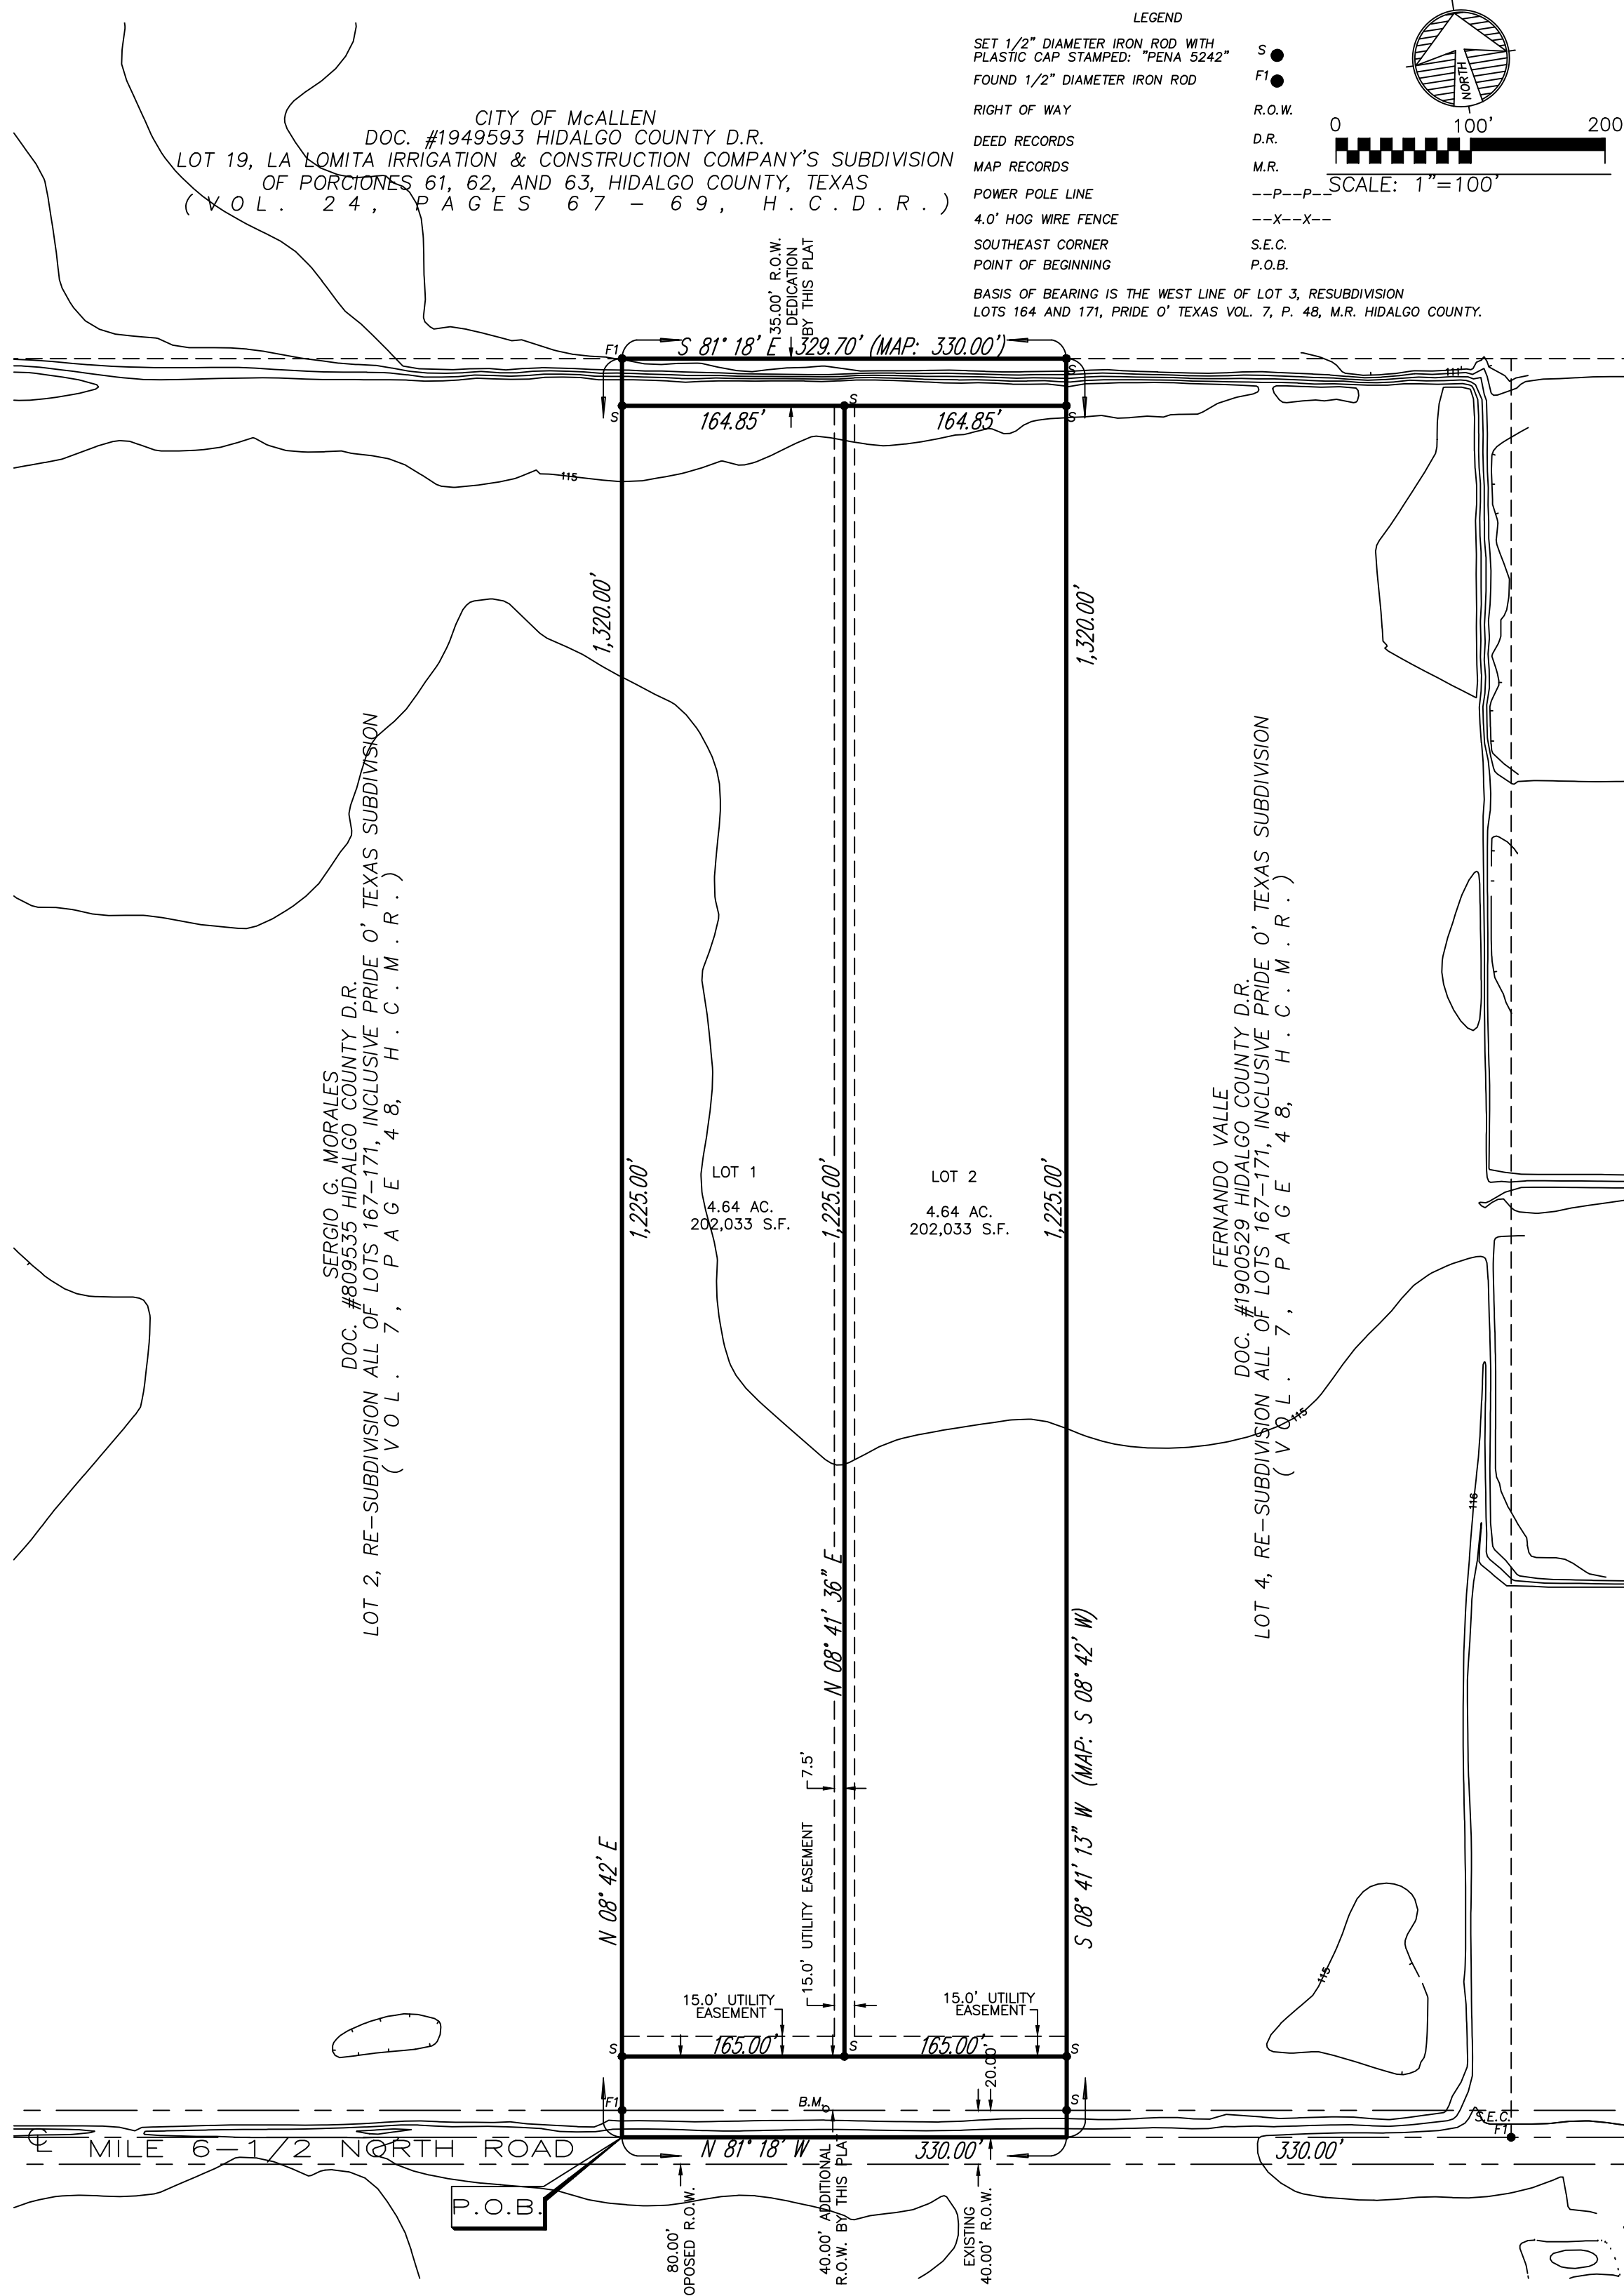 LEGEND
SET 1/2" DIAMETER IRON ROD WITH
PLASTIC CAP STAMPED: "PENA 5242"
S
FOUND 1/2" DIAMETER IRON ROD
F1
RIGHT OF WAY
R.O.W.
DEED RECORDS
D.R.
MAP RECORDS
M.R.
POWER POLE LINE
--P--P--
4.0' HOG WIRE FENCE
--X--X--
SOUTHEAST CORNER
S.E.C.
POINT OF BEGINNING
P.O.B.
BASIS OF BEARING IS THE WEST LINE OF LOT 3, RESUBDIVISION
LOTS 164 AND 171, PRIDE O' TEXAS VOL. 7, P. 48, M.R. HIDALGO COUNTY.
NORTH
0 100' 200
SCALE: 1"=100'
CITY OF McALLEN
DOC. #1949593 HIDALGO COUNTY D.R.
LOT 19, LA LOMITA IRRIGATION & CONSTRUCTION COMPANY'S SUBDIVISION
OF PORCIONES 61, 62, AND 63, HIDALGO COUNTY, TEXAS
(VOL. 24, PAGES 67 - 69, H.C.D.R.)
35.00' R.O.W.
DEDICATION
BY THIS PLAT
F1
S 81° 18' E 329.70' (MAP: 330.00')
S
111'
S
164.85'
S
164.85'
S
115
1,320.00'
1,320.00'
SERGIO G. MORALES
DOC. #809535 HIDALGO COUNTY D.R.
LOT 2, RE-SUBDIVISION ALL OF LOTS 167-171, INCLUSIVE PRIDE O' TEXAS SUBDIVISION
(VOL. 7, PAGE 48, H.C.M.R.)
1,225.00'
LOT 1
4.64 AC.
202,033 S.F.
1,225.00'
LOT 2
4.64 AC.
202,033 S.F.
1,225.00'
FERNANDO VALLE
DOC. #1900529 HIDALGO COUNTY D.R.
LOT 4, RE-SUBDIVISION ALL OF LOTS 167-171, INCLUSIVE PRIDE O' TEXAS SUBDIVISION
(VOL. 7, PAGE 48, H.C.M.R.)
115
116
N 08° 41' 36" E
S 08° 41' 13" W (MAP: S 08° 42' W)
7.5'
N 08° 42' E
15.0' UTILITY EASEMENT
115
15.0' UTILITY
EASEMENT
15.0' UTILITY
EASEMENT
S
165.00'
S
165.00'
S
20.00'
F1
B.M.
S
S.E.C.
F1
℄ MILE 6-1/2 NORTH ROAD
N 81° 18' W
330.00'
330.00'
P.O.B.
80.00'
OPOSED R.O.W.
40.00' ADDITIONAL
R.O.W. BY THIS PLAT
EXISTING
40.00' R.O.W.